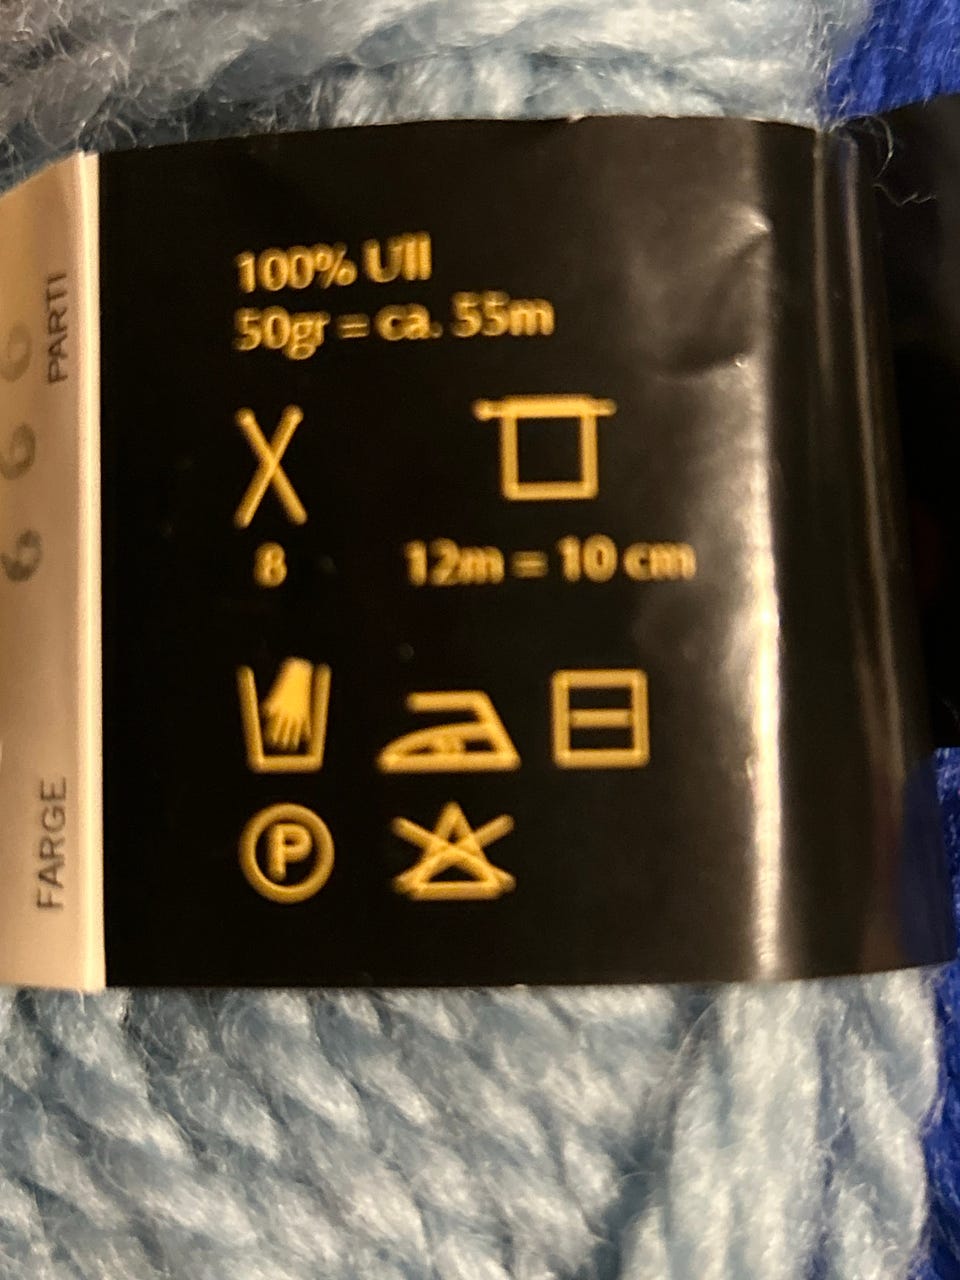 100% Ull
50gr = ca. 55m
8
12m = 10 cm
P
PARTI
FARGE